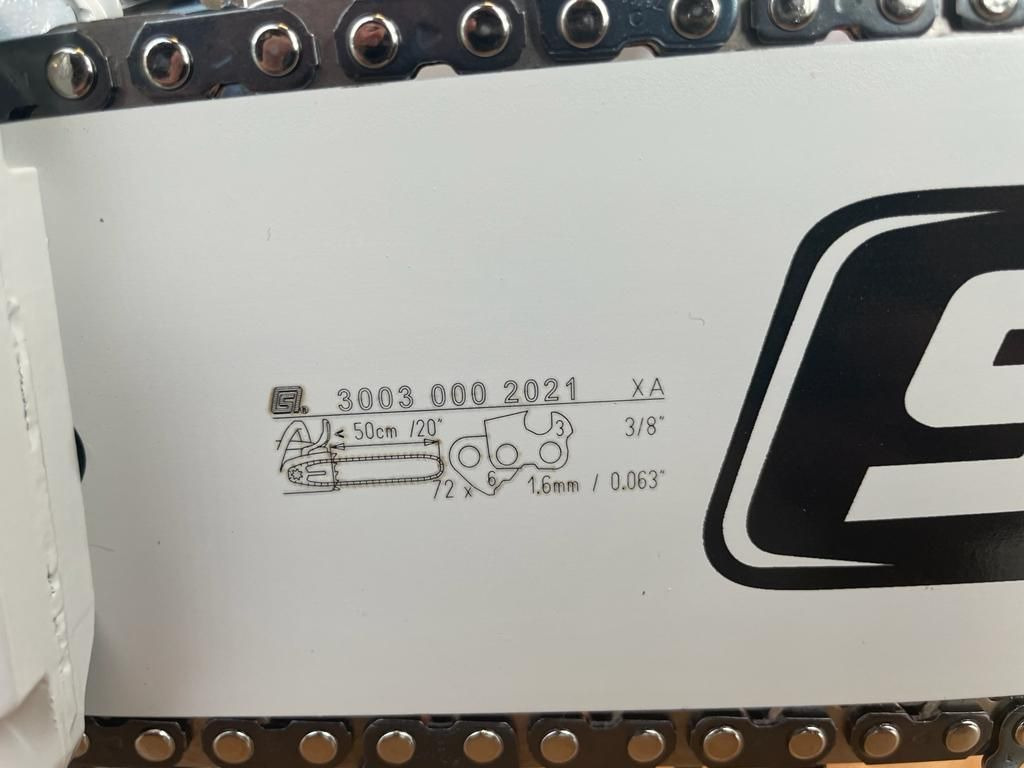 3003 000 2021 XA
< 50cm /20" 3 3/8"
72 x 6 1.6mm / 0.063"